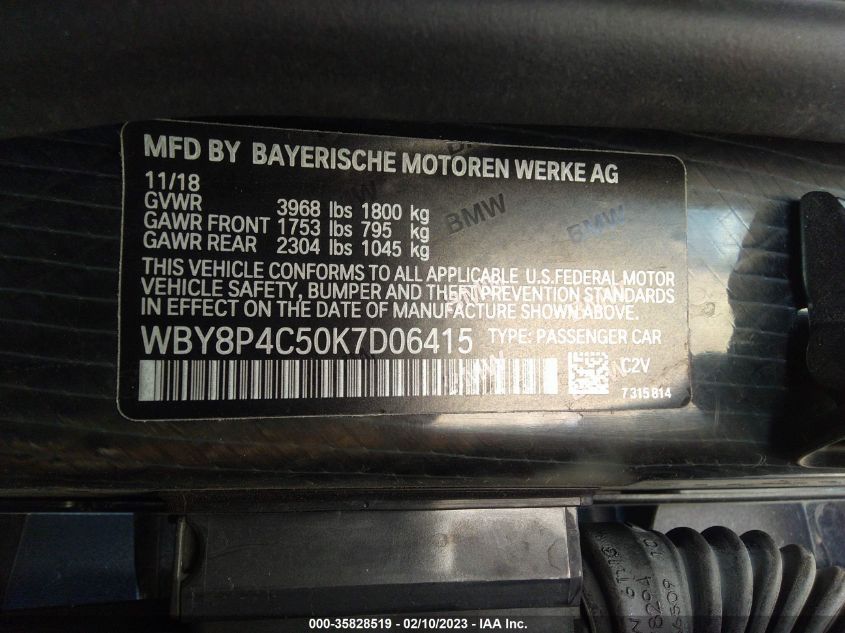 MFD BY BAYERISCHE MOTOREN WERKE AG
11/18
GVWR 3968 lbs 1800 kg
GAWR FRONT 1753 lbs 795 kg
GAWR REAR 2304 lbs 1045 kg
THIS VEHICLE CONFORMS TO ALL APPLICABLE U.S.FEDERAL MOTOR
VEHICLE SAFETY, BUMPER AND THEFT PREVENTION STANDARDS
IN EFFECT ON THE DATE OF MANUFACTURE SHOWN ABOVE.
WBY8P4C50K7D06415 TYPE: PASSENGER CAR
C2V
7315814
BMW
000-35828519 - 02/10/2023 - IAA Inc.